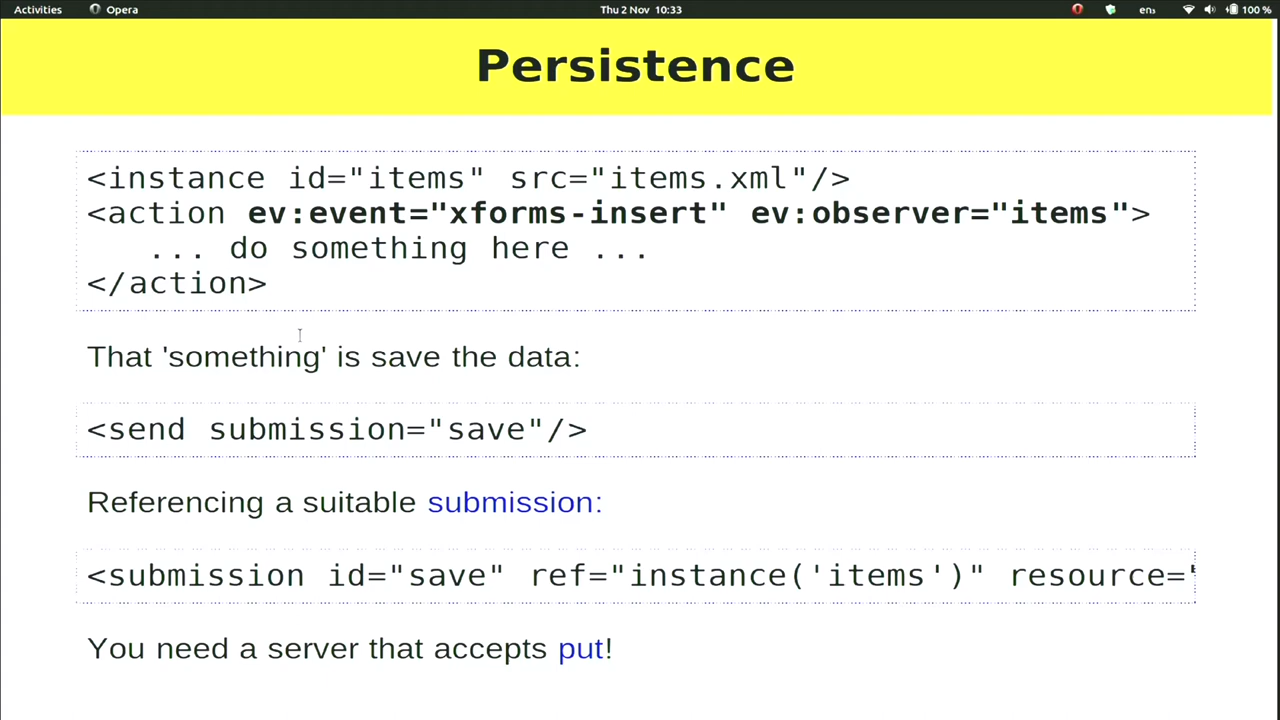 Activities Opera Thu 2 Nov 10:33 en₃ 100 %
Persistence
<instance id="items" src="items.xml"/>
<action ev:event="xforms-insert" ev:observer="items">
... do something here ...
</action>
That 'something' is save the data:
<send submission="save"/>
Referencing a suitable submission:
<submission id="save" ref="instance('items')" resource="
You need a server that accepts put!